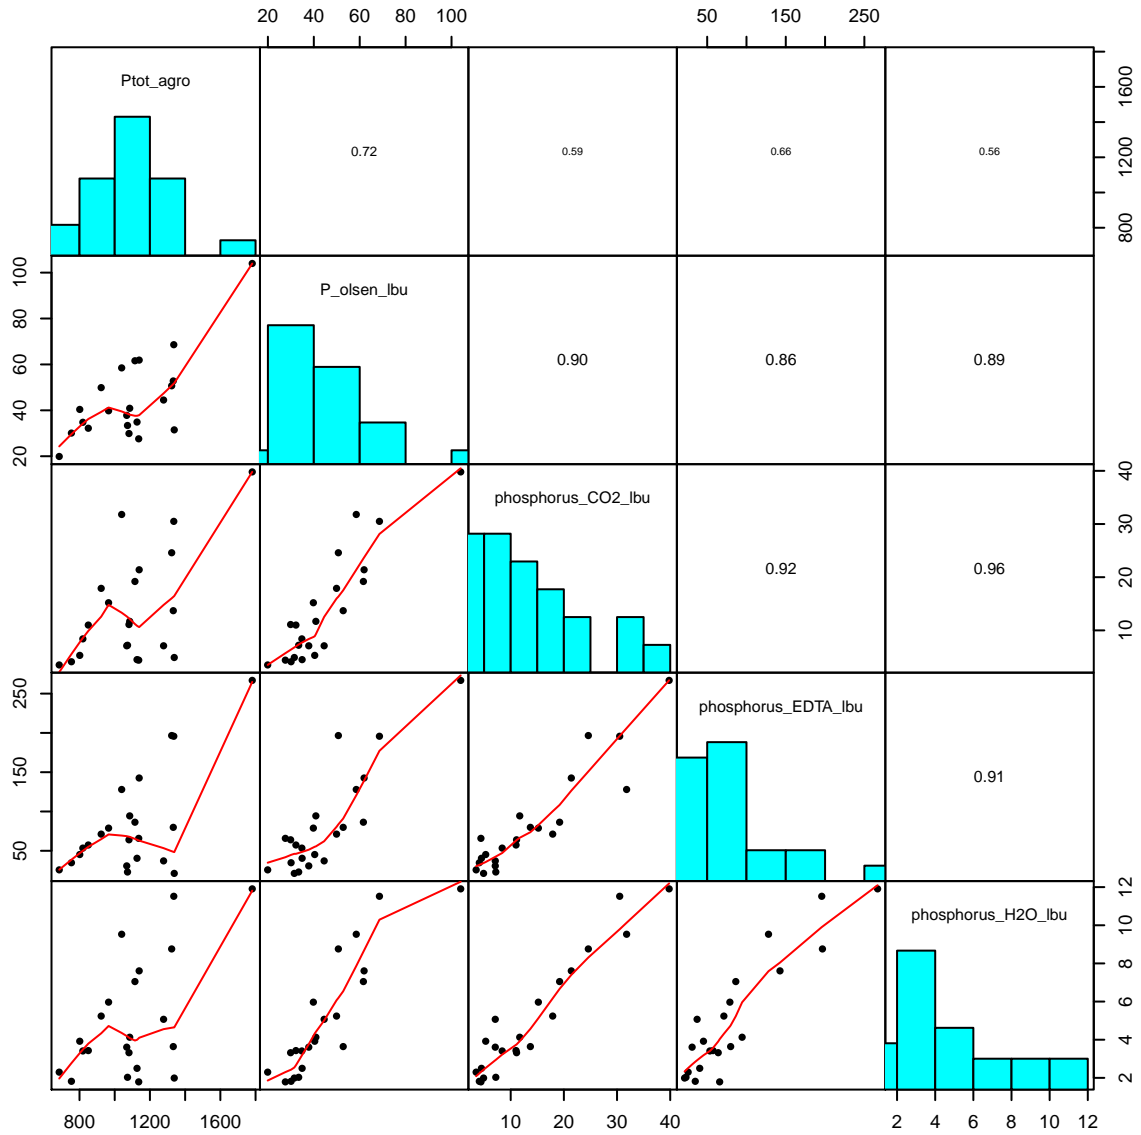 20 40 60 80 100 50 150 250
Ptot_agro
0.72 0.59 0.66 0.56
800 1200 1600
P_olsen_lbu
0.90 0.86 0.89
20 40 60 80 100
phosphorus_CO2_lbu
0.92 0.96
10 20 30 40
phosphorus_EDTA_lbu
0.91
50 150 250
phosphorus_H2O_lbu
2 4 6 8 10 12
800 1200 1600 10 20 30 40 2 4 6 8 10 12